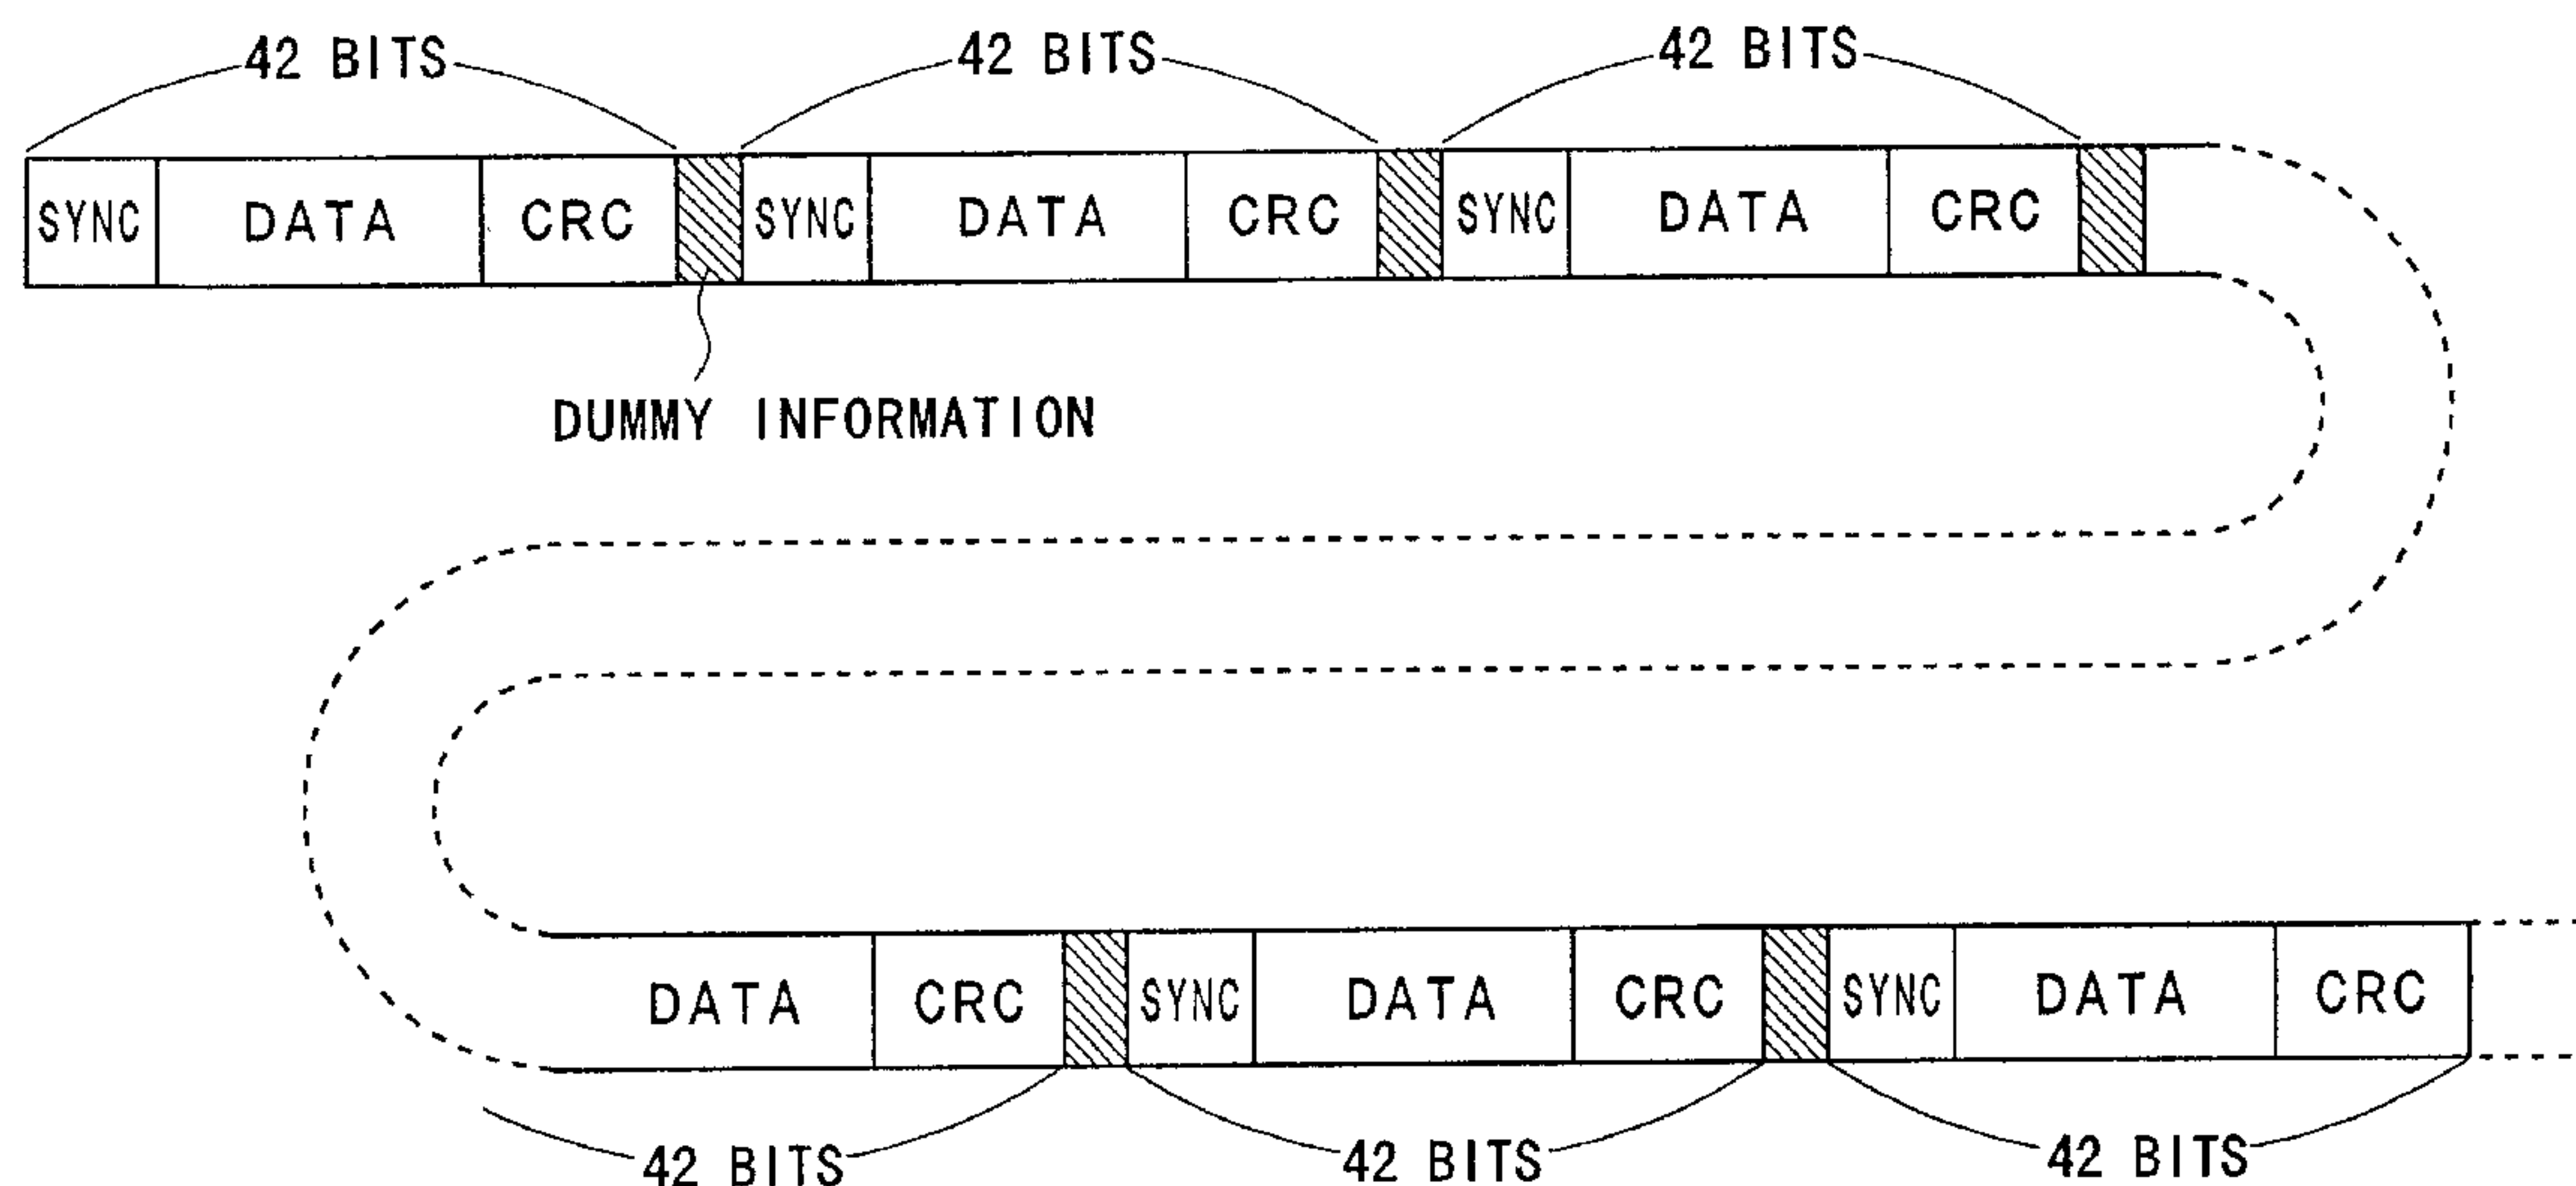 42 BITS 42 BITS 42 BITS
SYNC DATA CRC SYNC DATA CRC SYNC DATA CRC
DUMMY INFORMATION
DATA CRC SYNC DATA CRC SYNC DATA CRC
42 BITS 42 BITS 42 BITS